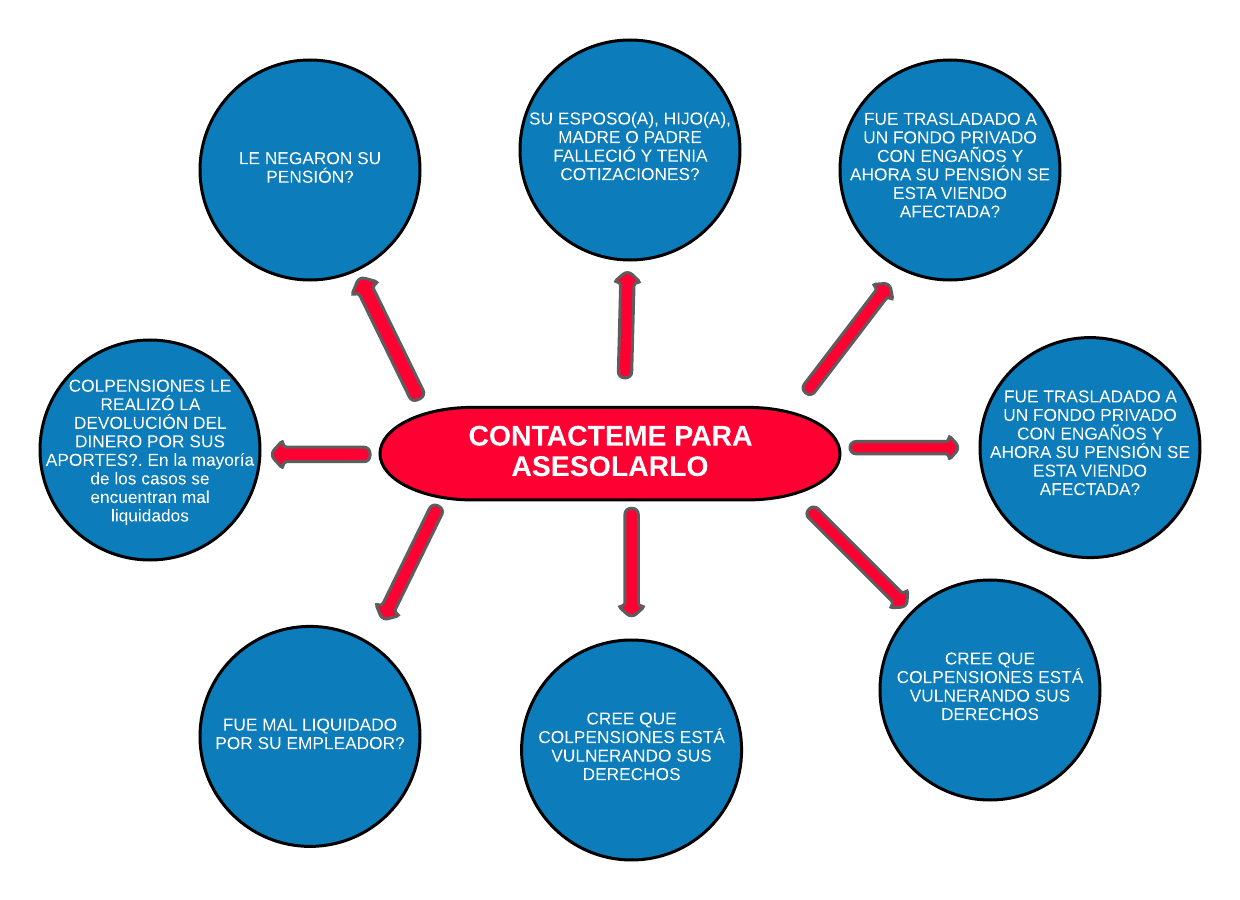 LE NEGARON SU
PENSIÓN?
SU ESPOSO(A), HIJO(A),
MADRE O PADRE
FALLECIÓ Y TENIA
COTIZACIONES?
FUE TRASLADADO A
UN FONDO PRIVADO
CON ENGAÑOS Y
AHORA SU PENSIÓN SE
ESTA VIENDO
AFECTADA?
COLPENSIONES LE
REALIZÓ LA
DEVOLUCIÓN DEL
DINERO POR SUS
APORTES?. En la mayoría
de los casos se
encuentran mal
liquidados
CONTACTEME PARA
ASESOLARLO
FUE TRASLADADO A
UN FONDO PRIVADO
CON ENGAÑOS Y
AHORA SU PENSIÓN SE
ESTA VIENDO
AFECTADA?
FUE MAL LIQUIDADO
POR SU EMPLEADOR?
CREE QUE
COLPENSIONES ESTÁ
VULNERANDO SUS
DERECHOS
CREE QUE
COLPENSIONES ESTÁ
VULNERANDO SUS
DERECHOS